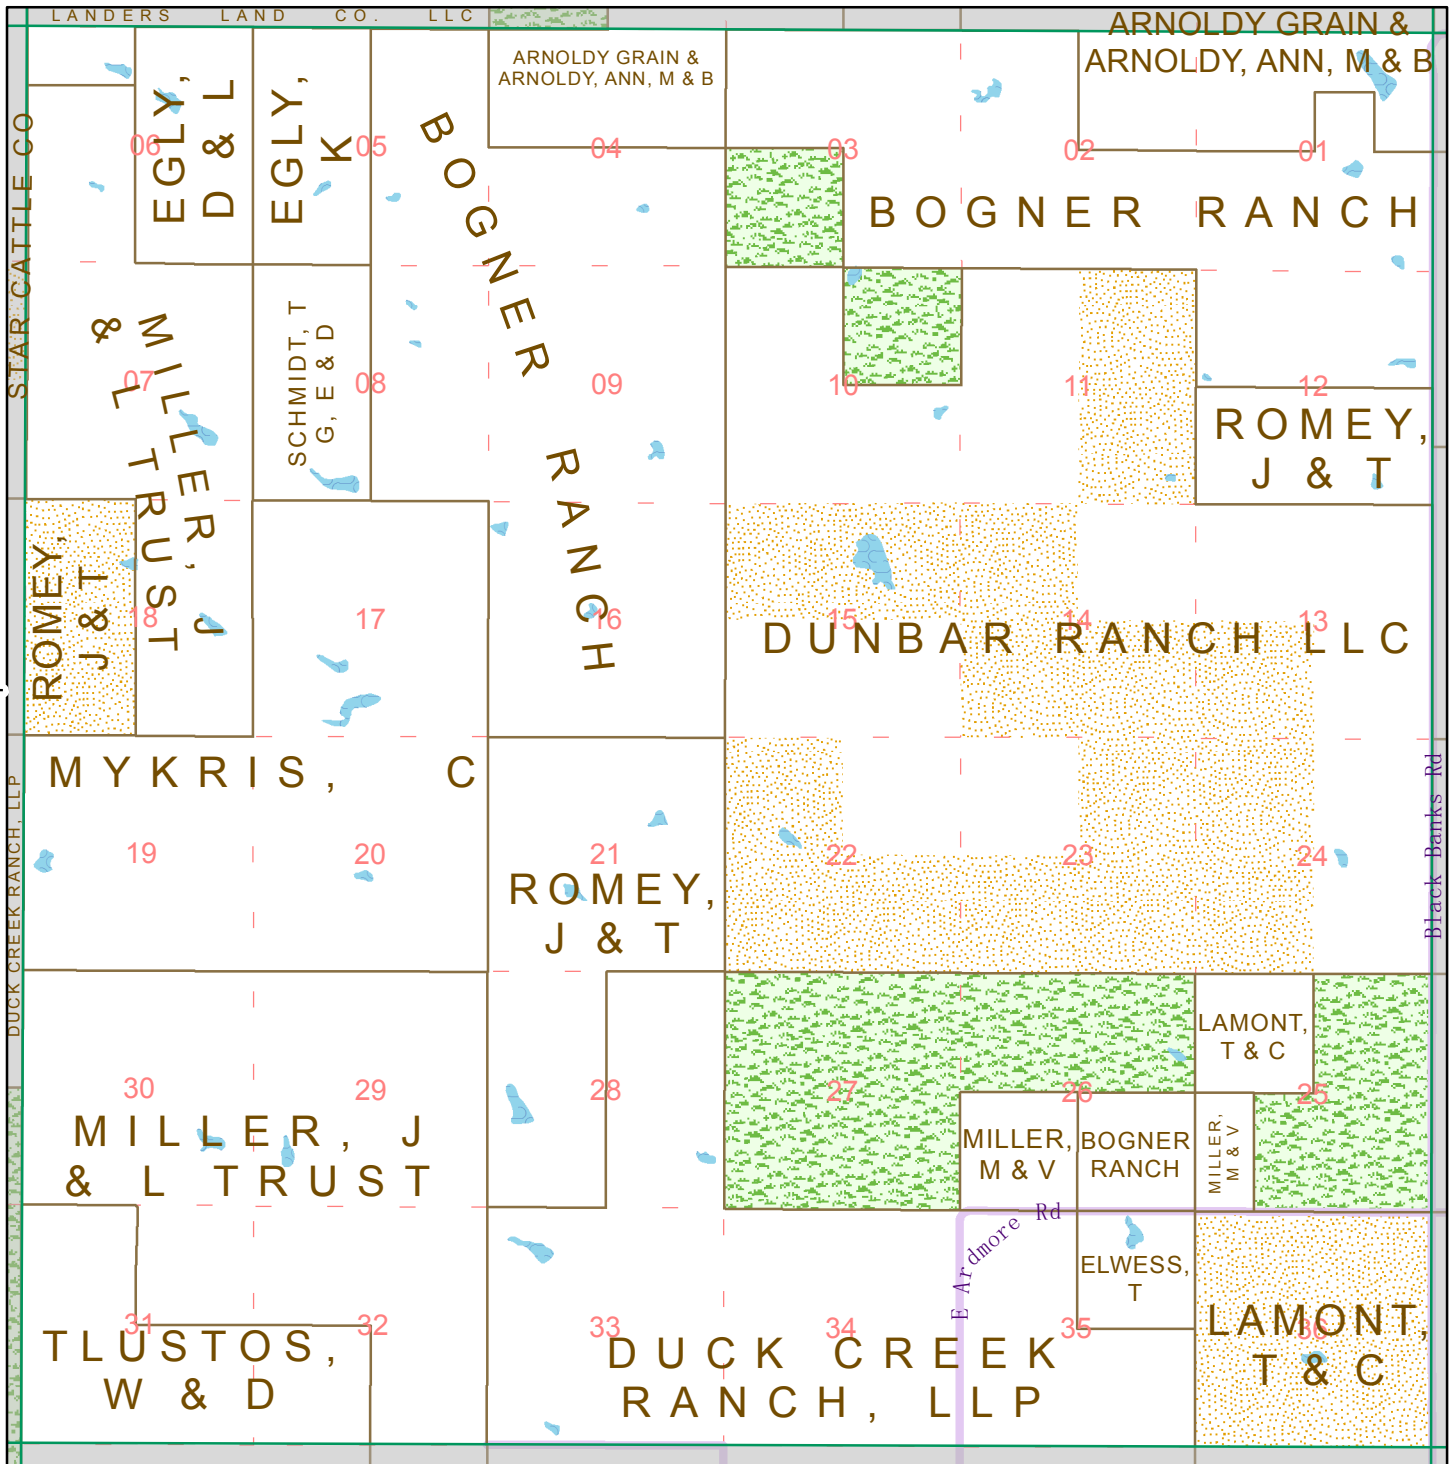 LANDERS LAND CO. LLC
ARNOLDY GRAIN &
ARNOLDY, ANN, M & B
ARNOLDY GRAIN &
ARNOLDY, ANN, M & B
STAR CATTLE CO
EGLY,
D & L
EGLY,
K
BOGNER RANCH
BOGNER RANCH
06
05
04
03
02
01
MILLER, J
& L TRUST
SCHMIDT, T
G, E & D
07
08
09
10
11
12
ROMEY,
J & T
ROMEY,
J & T
18
17
16
15
14
13
DUNBAR RANCH LLC
MYKRIS, C
DUCK CREEK RANCH, LLP
Black Banks Rd
19
20
21
22
23
24
ROMEY,
J & T
LAMONT,
T & C
30
29
28
27
26
25
MILLER, J
& L TRUST
MILLER,
M & V
BOGNER
RANCH
MILLER,
M & V
E Ardmore Rd
ELWESS,
T
31
32
33
34
35
36
TLUSTOS,
W & D
DUCK CREEK
RANCH, LLP
LAMONT,
T & C